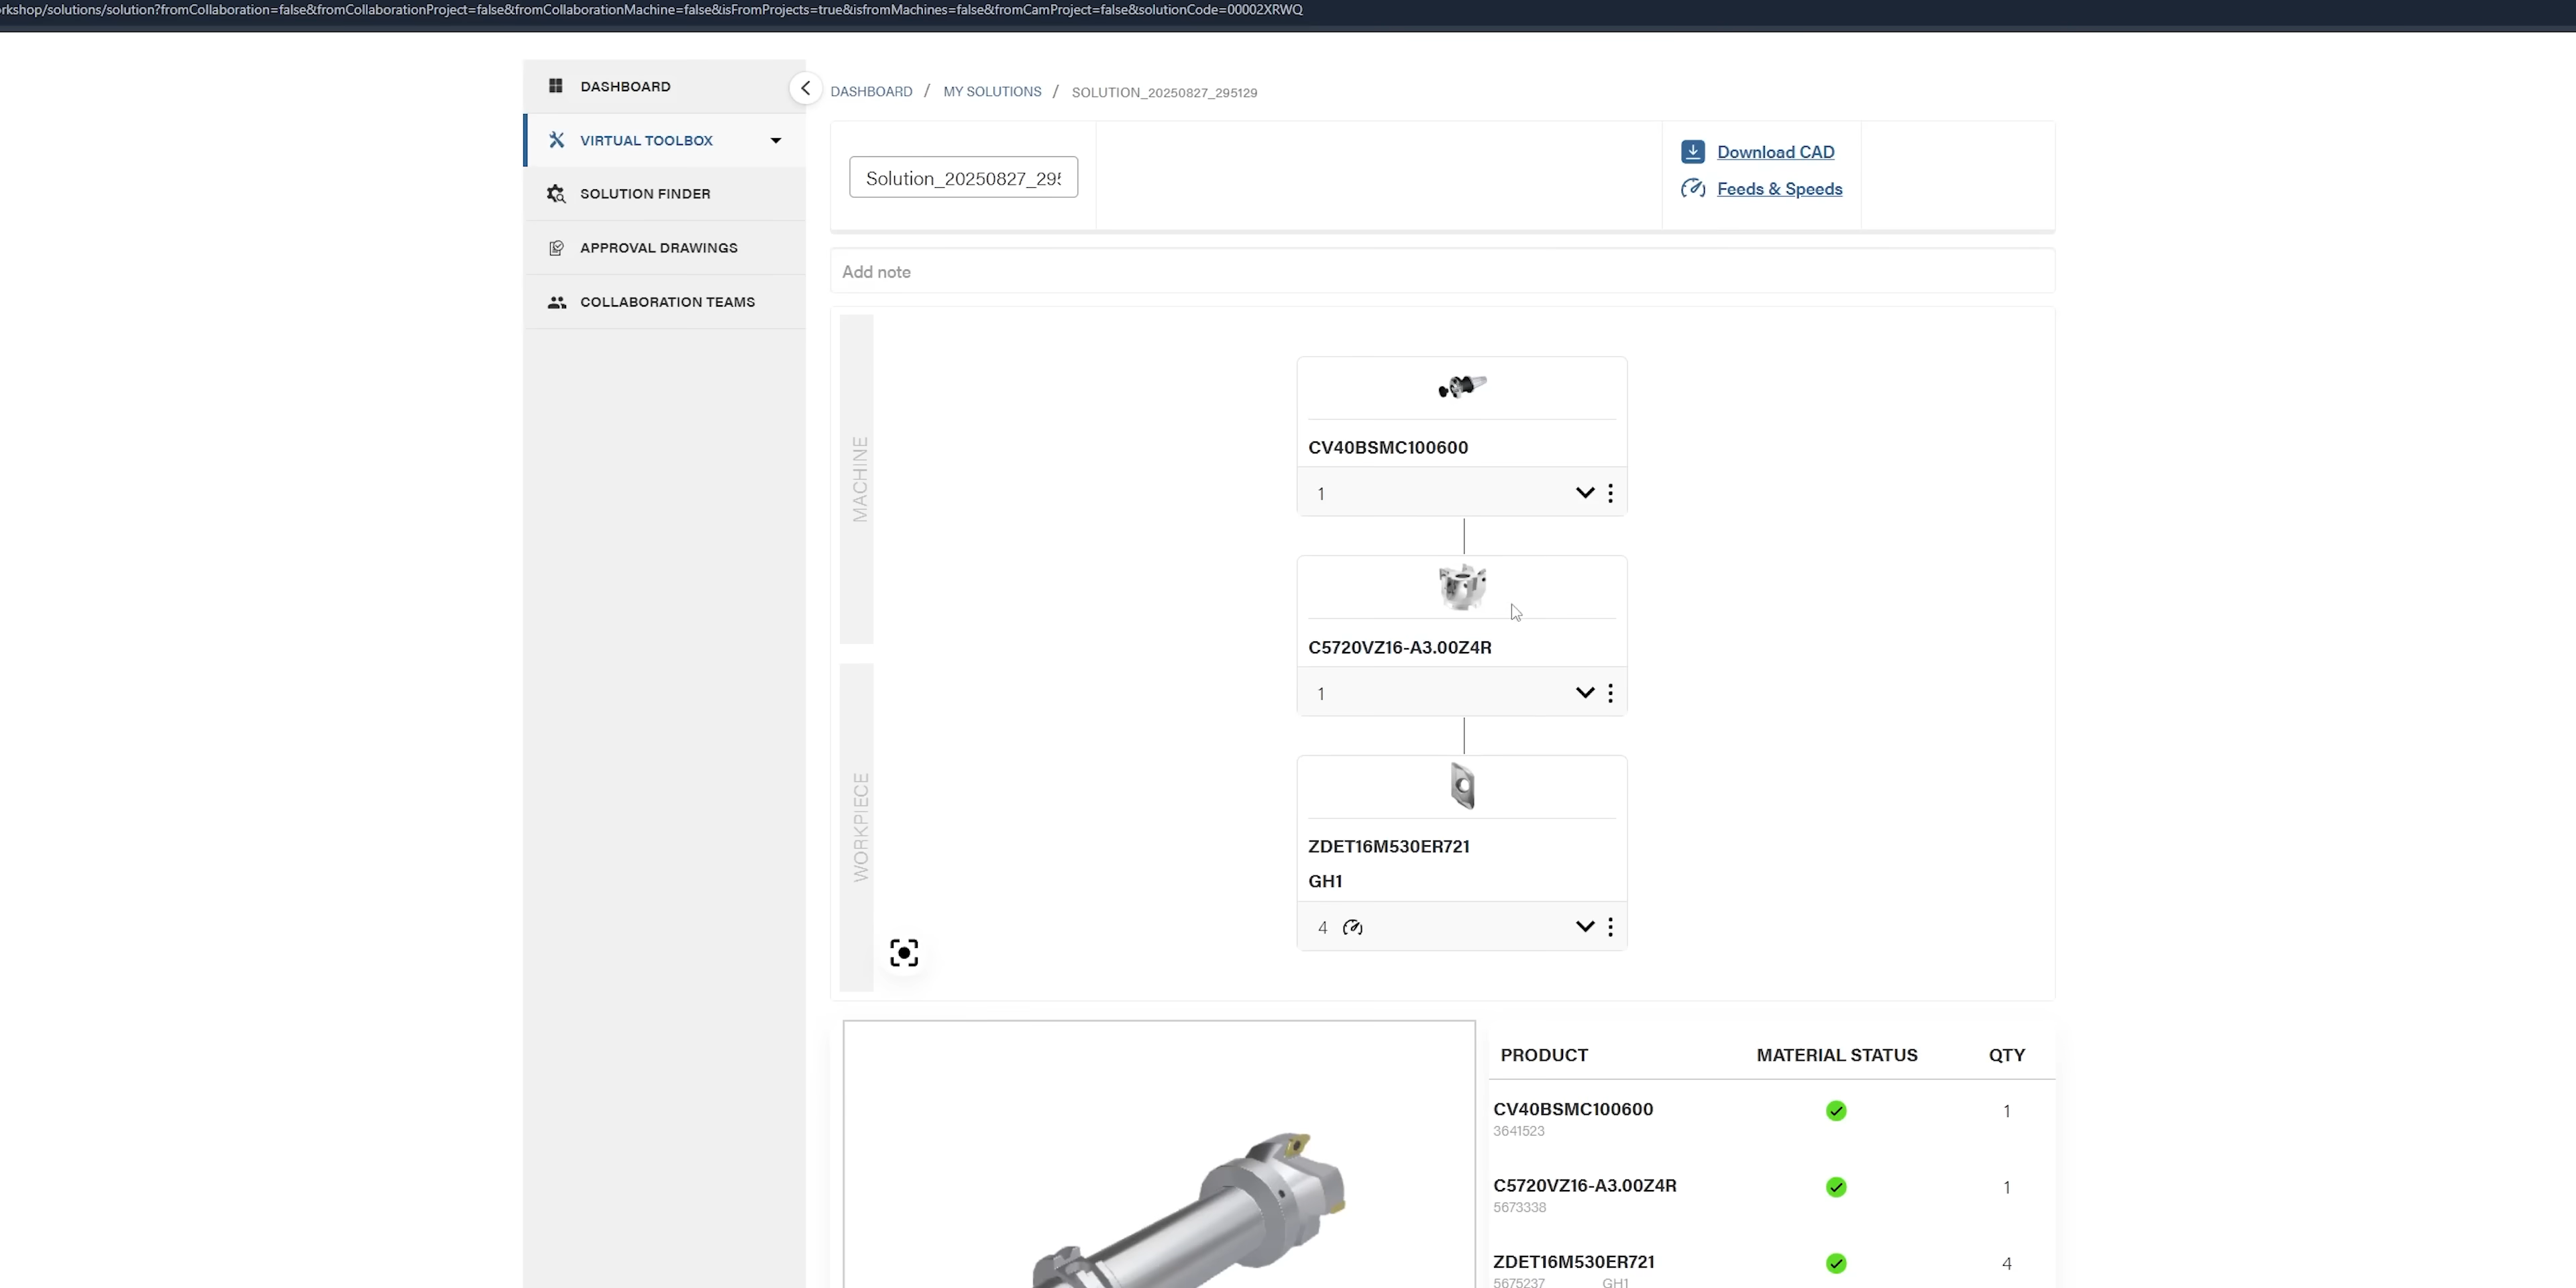 rkshop/solutions/solution?fromCollaboration=false&fromCollaborationProject=false&fromCollaborationMachine=false&isFromProjects=true&isfromMachines=false&fromCamProject=false&solutionCode=00002XRWQ
DASHBOARD
VIRTUAL TOOLBOX
SOLUTION FINDER
APPROVAL DRAWINGS
COLLABORATION TEAMS
DASHBOARD / MY SOLUTIONS / SOLUTION_20250827_295129
Solution_20250827_295
Download CAD
Feeds & Speeds
Add note
MACHINE
CV40BSMC100600
1
C5720VZ16-A3.00Z4R
1
WORKPIECE
ZDET16M530ER721
GH1
4
PRODUCT MATERIAL STATUS QTY
CV40BSMC100600 1
3641523
C5720VZ16-A3.00Z4R 1
5673338
ZDET16M530ER721 4
5675237 GH1